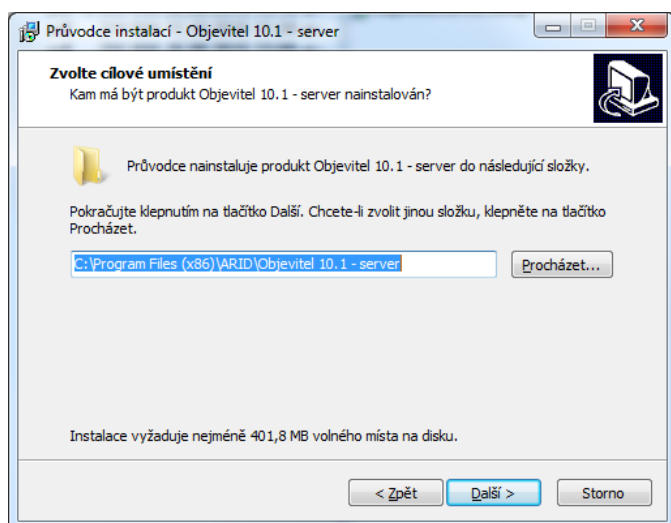 Průvodce instalací - Objevitel 10.1 - server
Zvolte cílové umístění
Kam má být produkt Objevitel 10.1 - server nainstalován?
Průvodce nainstaluje produkt Objevitel 10.1 - server do následující složky.
Pokračujte klepnutím na tlačítko Další. Chcete-li zvolit jinou složku, klepněte na tlačítko
Procházet.
C:\Program Files (x86)\ARID\Objevitel 10.1 - server
Procházet...
Instalace vyžaduje nejméně 401,8 MB volného místa na disku.
< Zpět
Další >
Storno